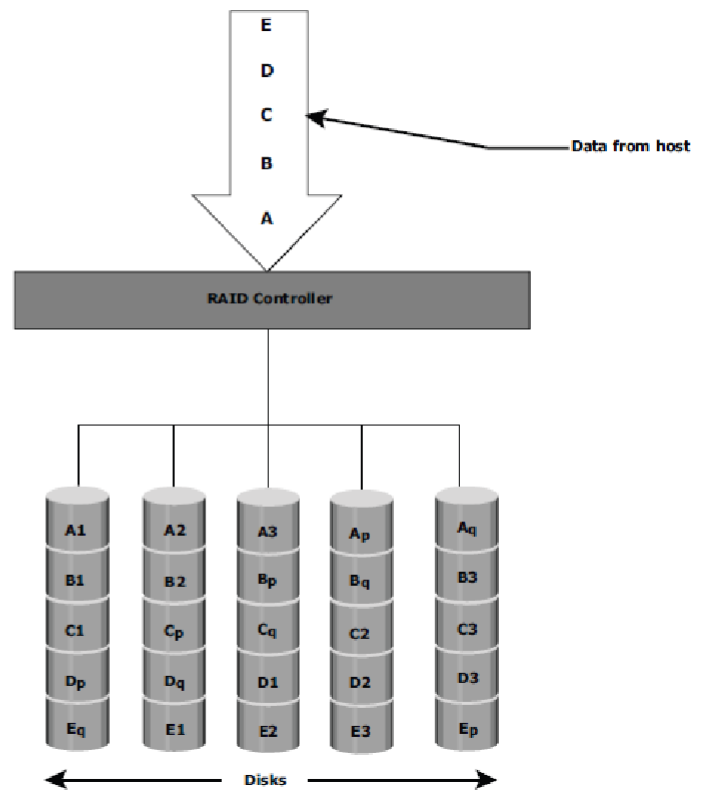 E
D
C
B
A
Data from host
RAID Controller
A1 A2 A3 Ap Aq
B1 B2 Bp Bq B3
C1 Cp Cq C2 C3
Dp Dq D1 D2 D3
Eq E1 E2 E3 Ep
Disks